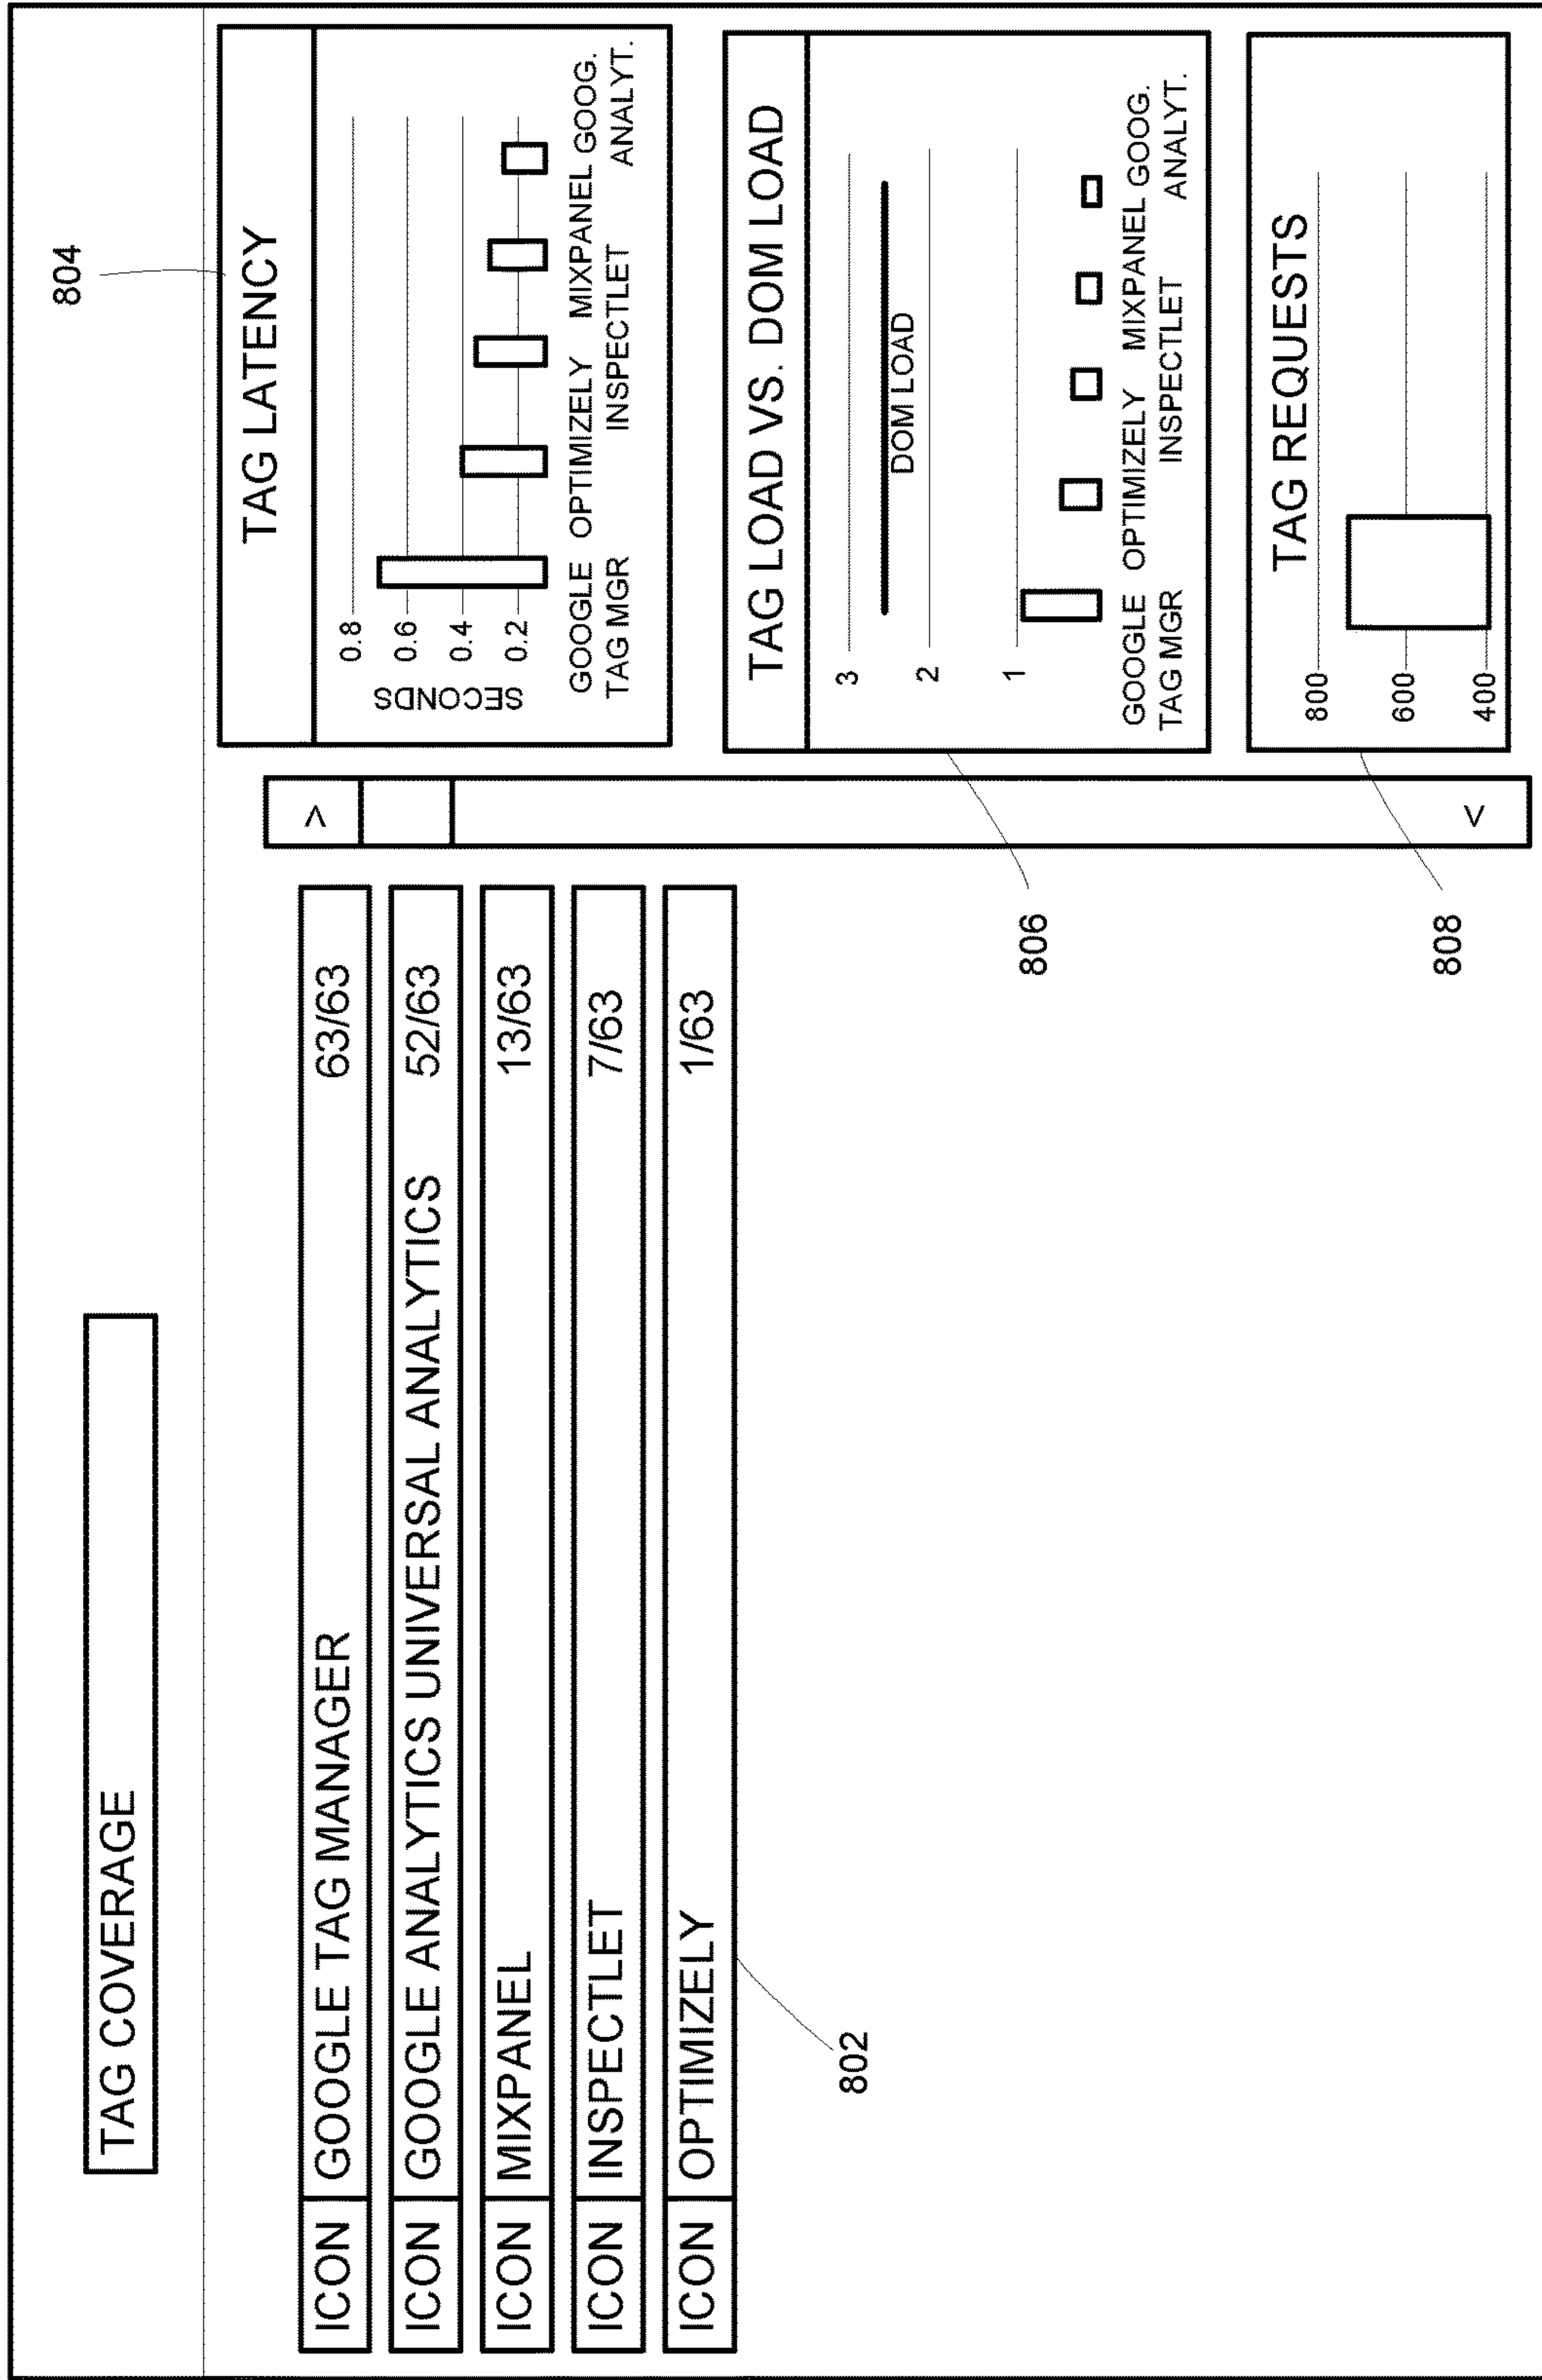 TAG COVERAGE
ICON GOOGLE TAG MANAGER 63/63
ICON GOOGLE ANALYTICS UNIVERSAL ANALYTICS 52/63
ICON MIXPANEL 13/63
ICON INSPECTLET 7/63
ICON OPTIMIZELY 1/63
802
>
<
804
TAG LATENCY
SECONDS
0.8
0.6
0.4
0.2
GOOGLE OPTIMIZELY MIXPANEL GOOG.
TAG MGR INSPECTLET ANALYT.
806
TAG LOAD VS. DOM LOAD
3
DOM LOAD
2
1
GOOGLE OPTIMIZELY MIXPANEL GOOG.
TAG MGR INSPECTLET ANALYT.
808
TAG REQUESTS
800
600
400